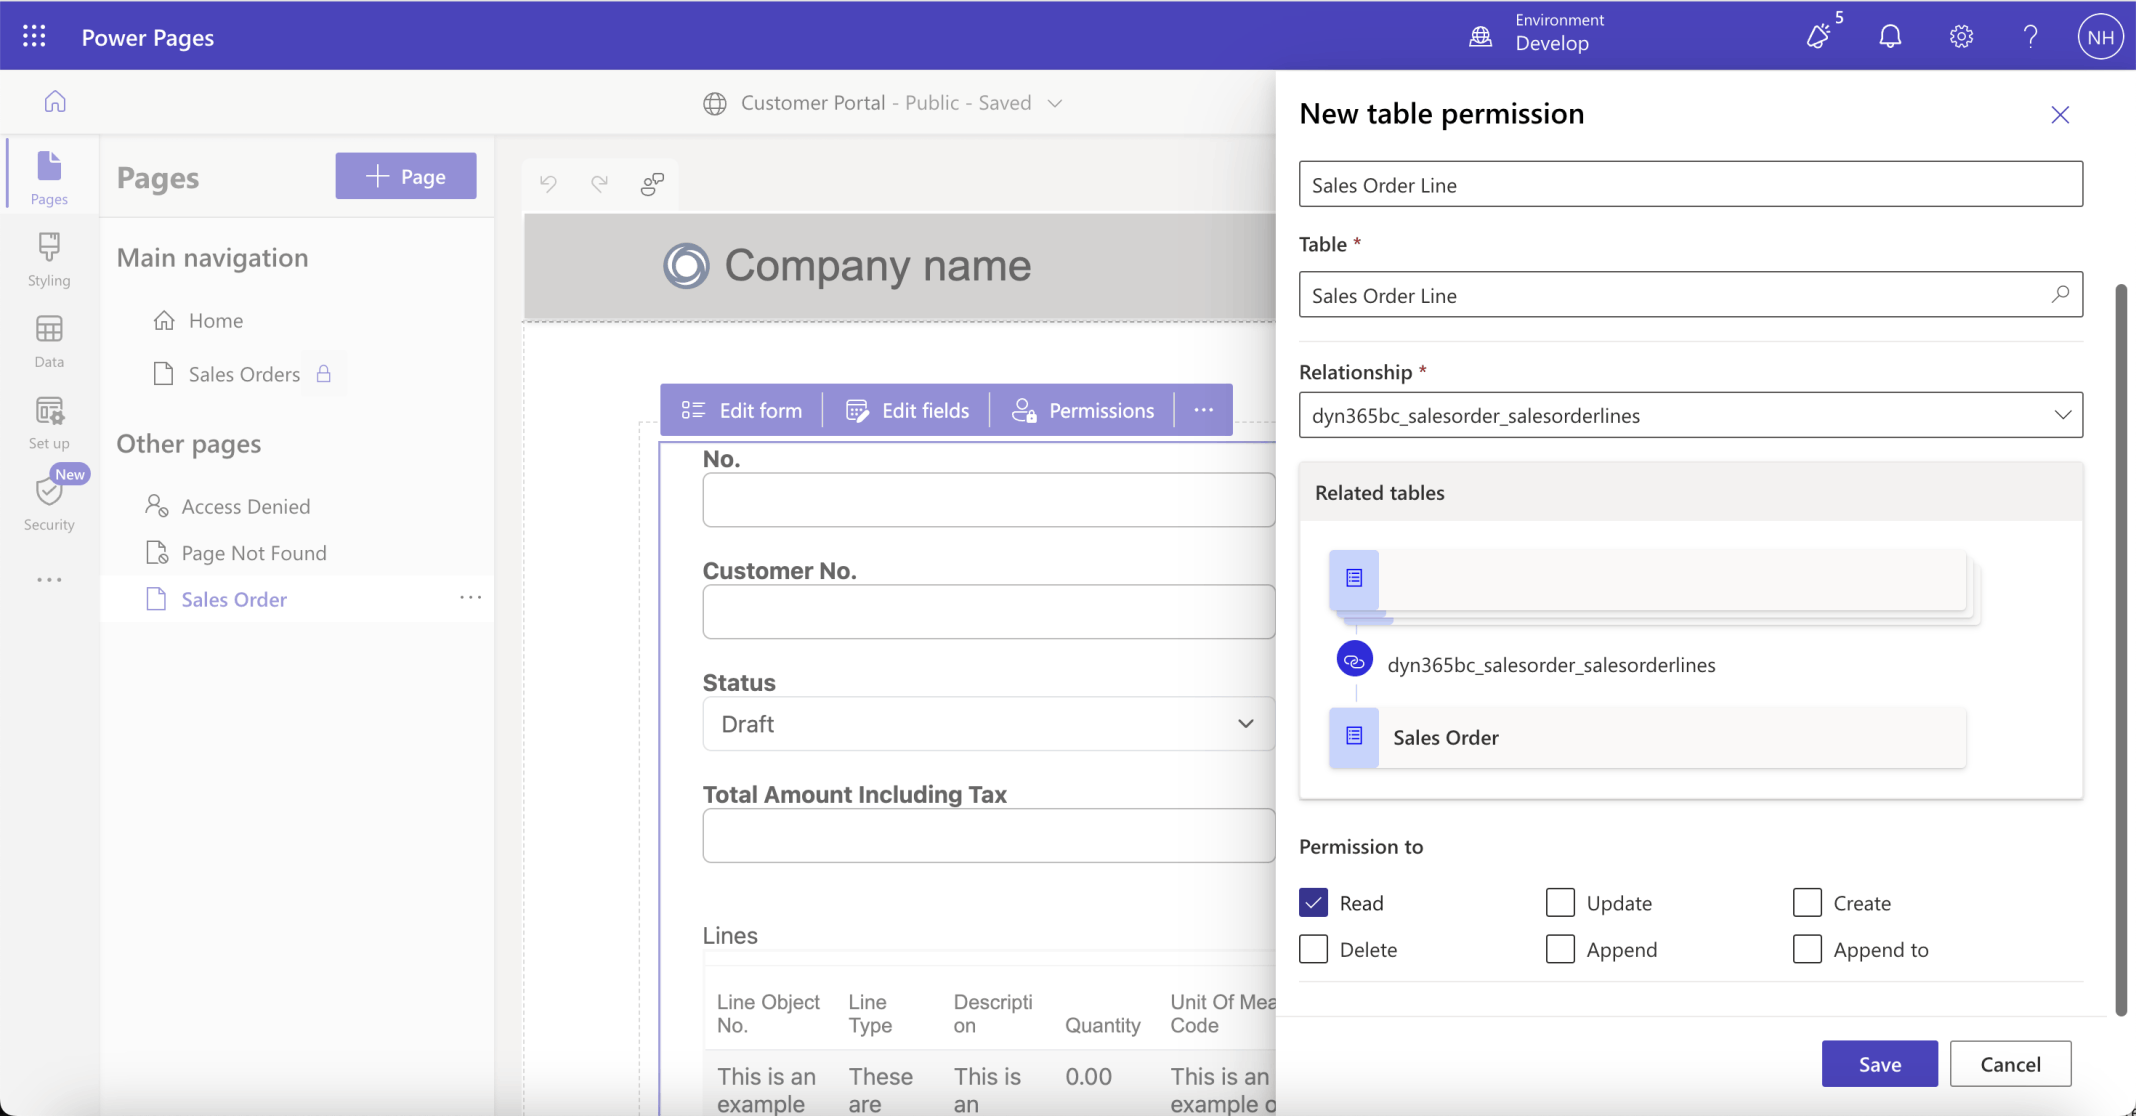 Power Pages
Environment
Develop
5
NH
Customer Portal - Public - Saved
Pages
Styling
Data
Set up
New
Security
Pages
Page
Main navigation
Home
Sales Orders
Other pages
Access Denied
Page Not Found
Sales Order
Company name
Edit form
Edit fields
Permissions
No.
Customer No.
Status
Draft
Total Amount Including Tax
Lines
Line Object No.
Line Type
Descripti
on
Quantity
Unit Of Mea
Code
This is an
example
These
are
This is
an
0.00
This is an
example o
New table permission
Sales Order Line
Table *
Sales Order Line
Relationship *
dyn365bc_salesorder_salesorderlines
Related tables
dyn365bc_salesorder_salesorderlines
Sales Order
Permission to
Read
Update
Create
Delete
Append
Append to
Save
Cancel